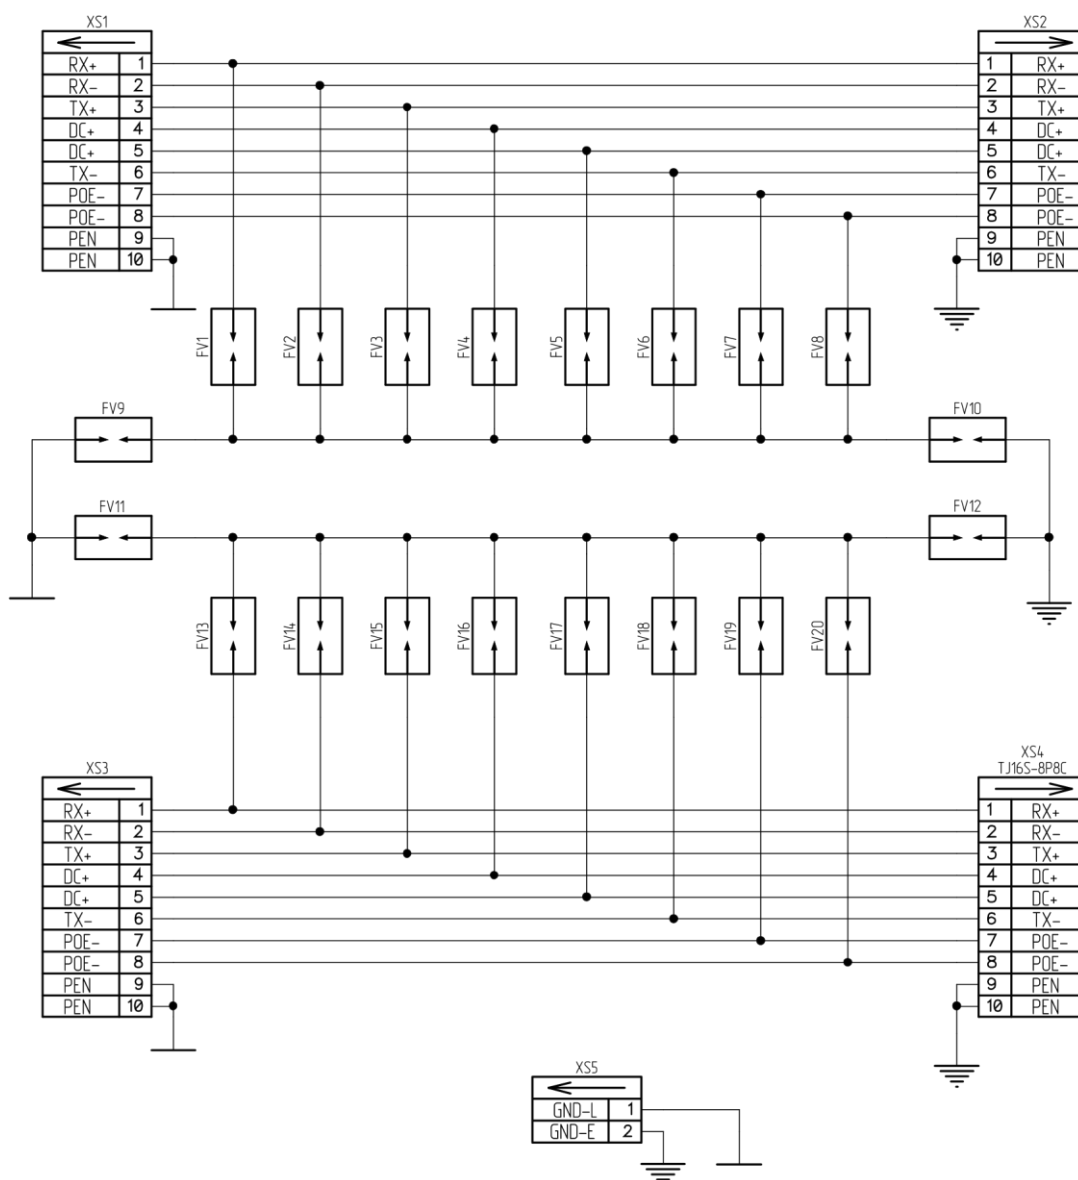 XS1 XS2
RX+ 1 1 RX+
RX- 2 2 RX-
TX+ 3 3 TX+
DC+ 4 4 DC+
DC+ 5 5 DC+
TX- 6 6 TX-
POE- 7 7 POE-
POE- 8 8 POE-
PEN 9 9 PEN
PEN 10 10 PEN
FV1 FV2 FV3 FV4 FV5 FV6 FV7 FV8
FV9 FV10
FV11 FV12
FV13 FV14 FV15 FV16 FV17 FV18 FV19 FV20
XS4
XS3 TJ16S-8P8C
RX+ 1 1 RX+
RX- 2 2 RX-
TX+ 3 3 TX+
DC+ 4 4 DC+
DC+ 5 5 DC+
TX- 6 6 TX-
POE- 7 7 POE-
POE- 8 8 POE-
PEN 9 9 PEN
PEN 10 10 PEN
XS5
GND-L 1
GND-E 2